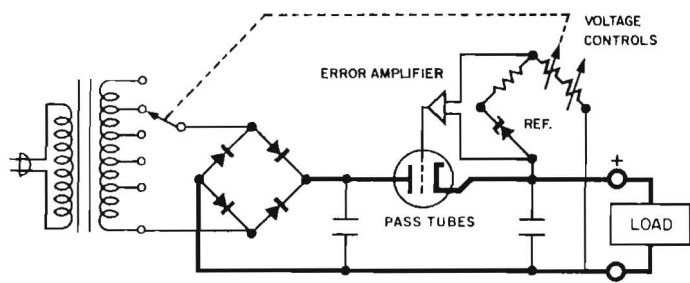 VOLTAGE
CONTROLS
ERROR AMPLIFIER
REF.
+
PASS TUBES
LOAD